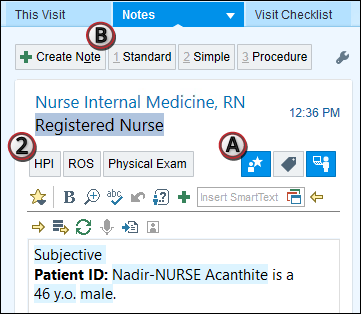 This Visit Notes Visit Checklist
B
Create Note 1 Standard 2 Simple 3 Procedure
Nurse Internal Medicine, RN
12:36 PM
Registered Nurse
2 A
HPI ROS Physical Exam
B abc ? Insert SmartText
Subjective
Patient ID: Nadir-NURSE Acanthite is a
46 y.o. male.